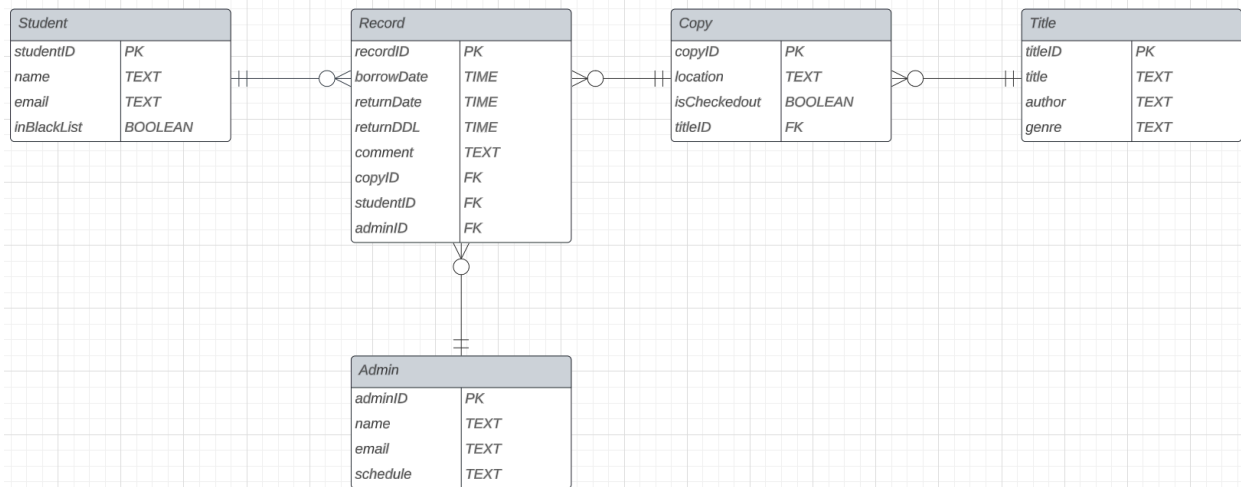 Student
studentID PK
name TEXT
email TEXT
inBlackList BOOLEAN
Record
recordID PK
borrowDate TIME
returnDate TIME
returnDDL TIME
comment TEXT
copyID FK
studentID FK
adminID FK
Copy
copyID PK
location TEXT
isCheckedout BOOLEAN
titleID FK
Title
titleID PK
title TEXT
author TEXT
genre TEXT
Admin
adminID PK
name TEXT
email TEXT
schedule TEXT